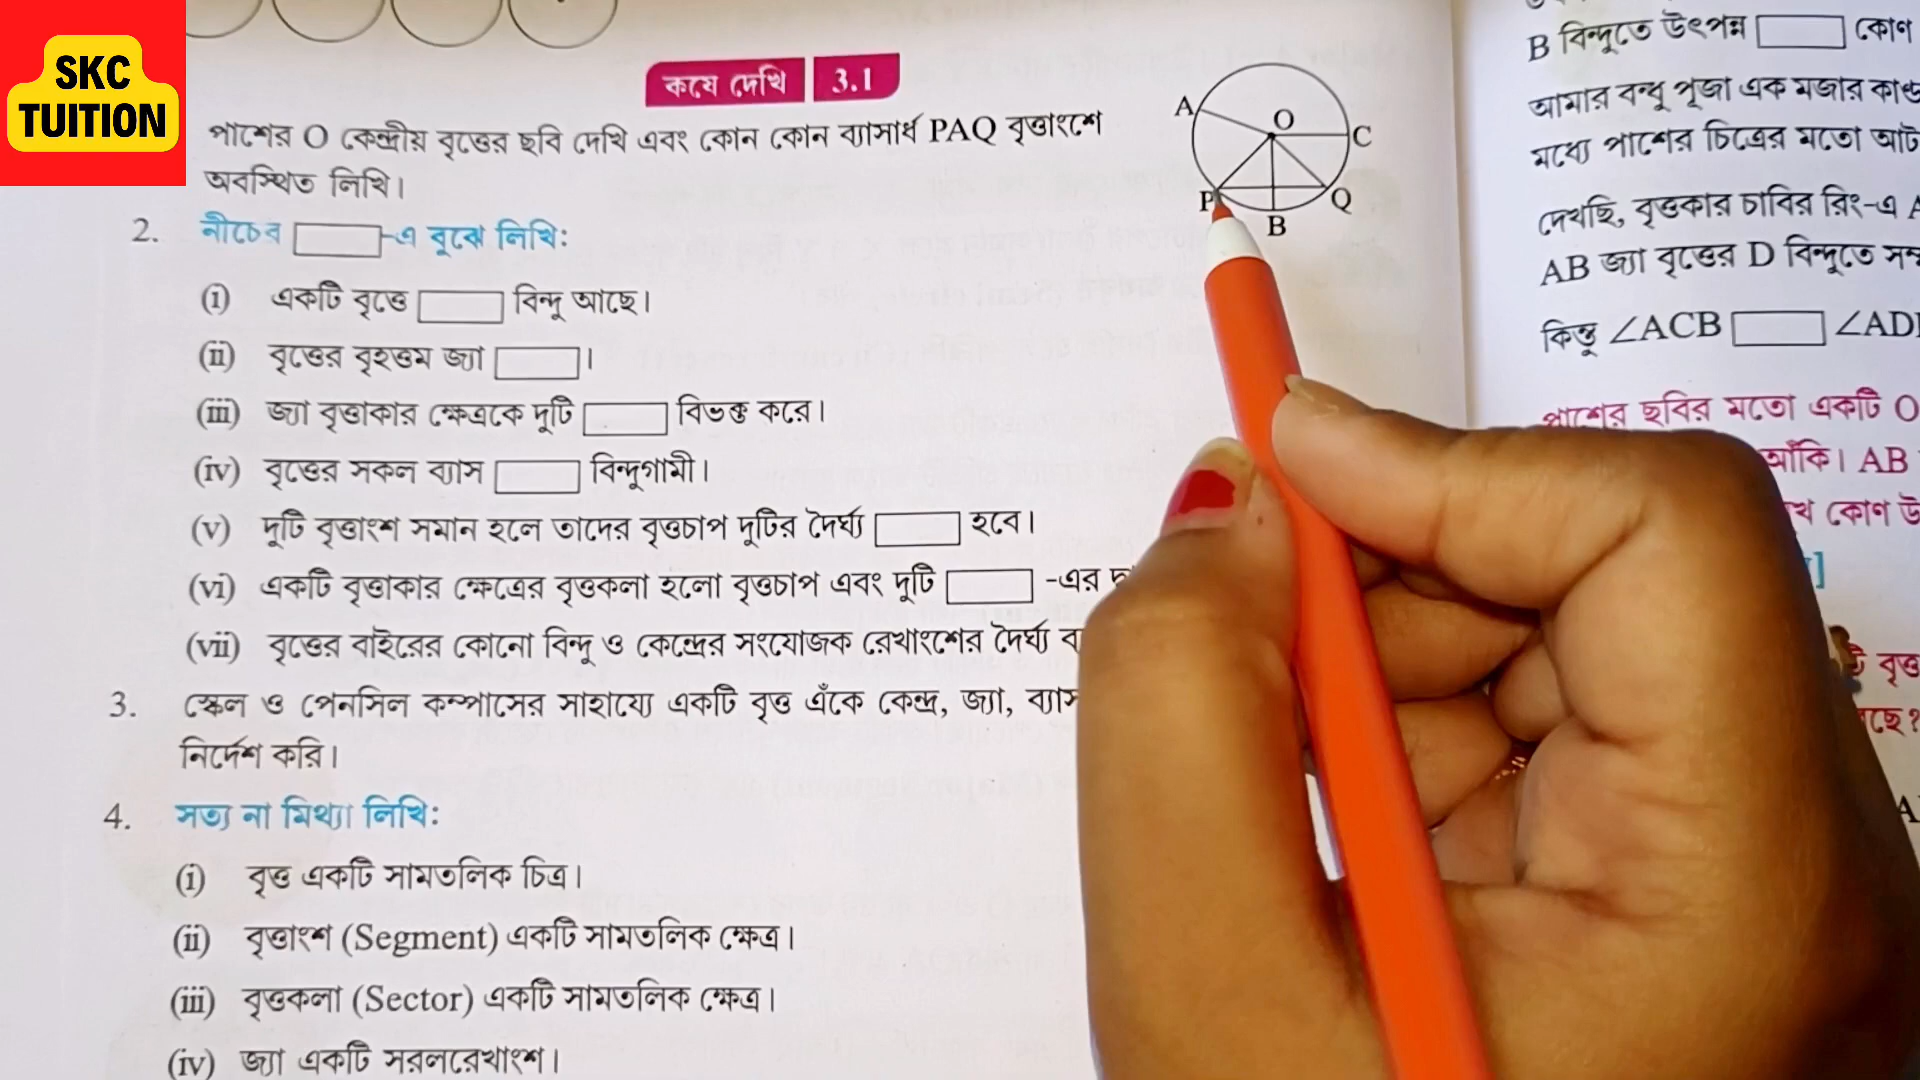 SKC
TUITION
কষে দেখি 3.1
পাশের O কেন্দ্রীয় বৃত্তের ছবি দেখি এবং কোন কোন ব্যাসার্ধ PAQ বৃত্তাংশে
অবস্থিত লিখি।
A
O
C
P
Q
B
2. নীচের -এ বুঝে লিখি:
(i) একটি বৃত্তে বিন্দু আছে।
(ii) বৃত্তের বৃহত্তম জ্যা ।
(iii) জ্যা বৃত্তাকার ক্ষেত্রকে দুটি বিভক্ত করে।
(iv) বৃত্তের সকল ব্যাস বিন্দুগামী।
(v) দুটি বৃত্তাংশ সমান হলে তাদের বৃত্তচাপ দুটির দৈর্ঘ্য হবে।
(vi) একটি বৃত্তাকার ক্ষেত্রের বৃত্তকলা হলো বৃত্তচাপ এবং দুটি -এর
(vii) বৃত্তের বাইরের কোনো বিন্দু ও কেন্দ্রের সংযোজক রেখাংশের দৈর্ঘ্য
3. স্কেল ও পেনসিল কম্পাসের সাহায্যে একটি বৃত্ত এঁকে কেন্দ্র, জ্যা, ব্যাস
নির্দেশ করি।
4. সত্য না মিথ্যা লিখি:
(i) বৃত্ত একটি সামতলিক চিত্র।
(ii) বৃত্তাংশ (Segment) একটি সামতলিক ক্ষেত্র।
(iii) বৃত্তকলা (Sector) একটি সামতলিক ক্ষেত্র।
(iv) জ্যা একটি সরলরেখাংশ।
B বিন্দুতে উৎপন্ন কোণ
আমার বন্ধু পূজা এক মজার
মধ্যে পাশের চিত্রের মতো
দেখছি, বৃত্তাকার চাবির রিং-এ
AB জ্যা বৃত্তের D বিন্দুতে
কিন্তু ∠ACB
পাশের ছবির মতো একটি O
আঁকি। AB
কোণ